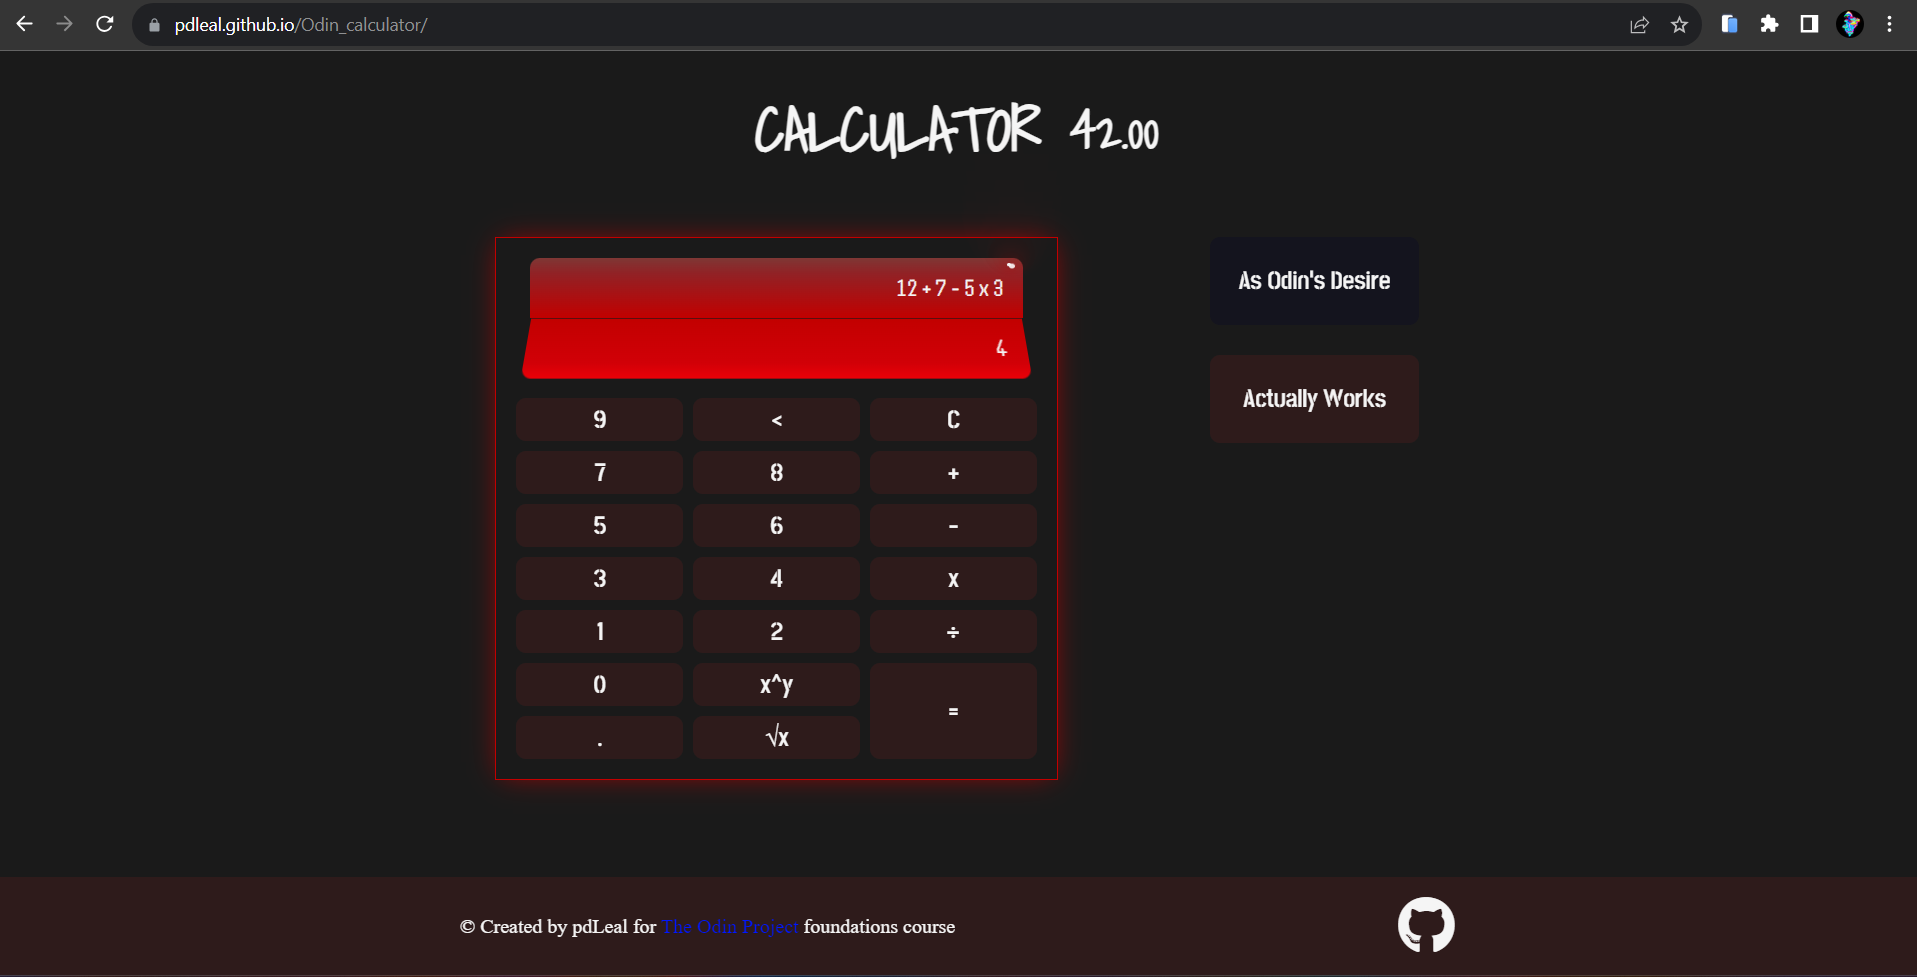 pdleal.github.io/Odin_calculator/
CALCULATOR 42.00
12 + 7 - 5 x 3
4
As Odin's Desire
Actually Works
9 < C
7 8 +
5 6 -
3 4 x
1 2 ÷
0 x^y =
. √x
© Created by pdLeal for The Odin Project foundations course